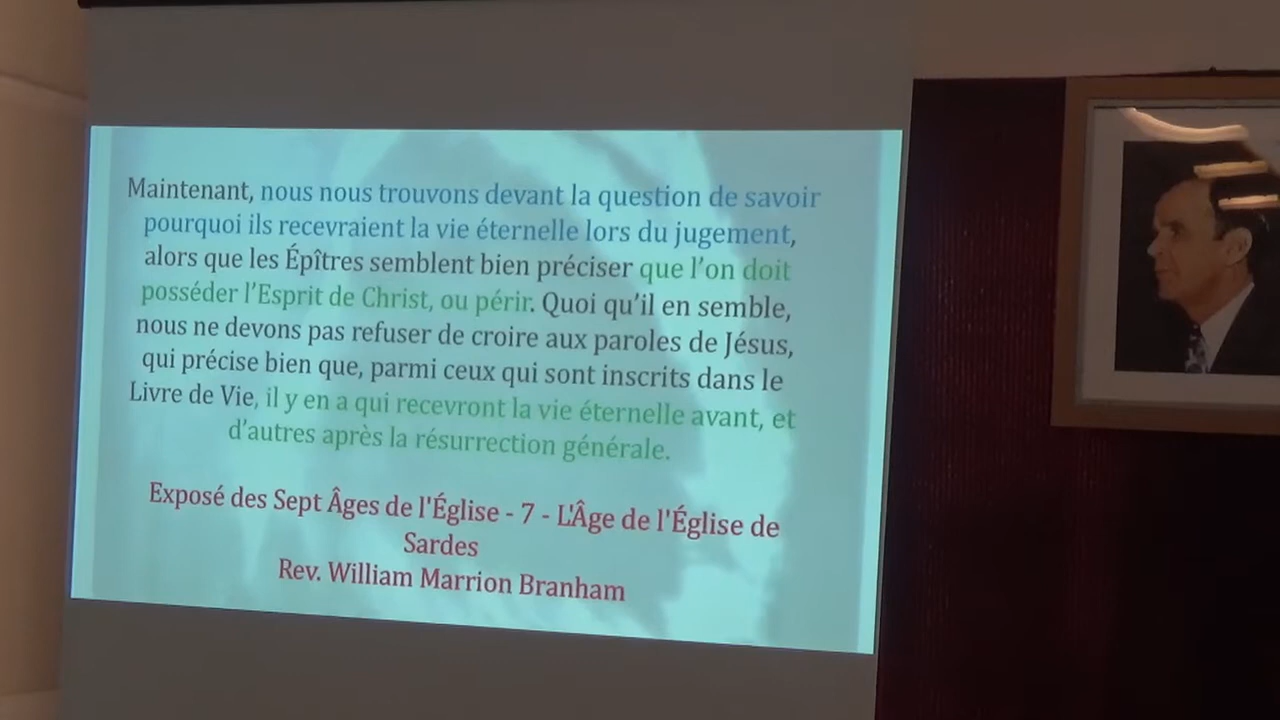 Maintenant, nous nous trouvons devant la question de savoir
pourquoi ils recevraient la vie éternelle lors du jugement,
alors que les Épîtres semblent bien préciser que l'on doit
posséder l'Esprit de Christ, ou périr. Quoi qu'il en semble,
nous ne devons pas refuser de croire aux paroles de Jésus,
qui précise bien que, parmi ceux qui sont inscrits dans le
Livre de Vie, il y en a qui recevront la vie éternelle avant, et
d'autres après la résurrection générale.
Exposé des Sept Âges de l'Église - 7 - L'Âge de l'Église de
Sardes
Rev. William Marrion Branham